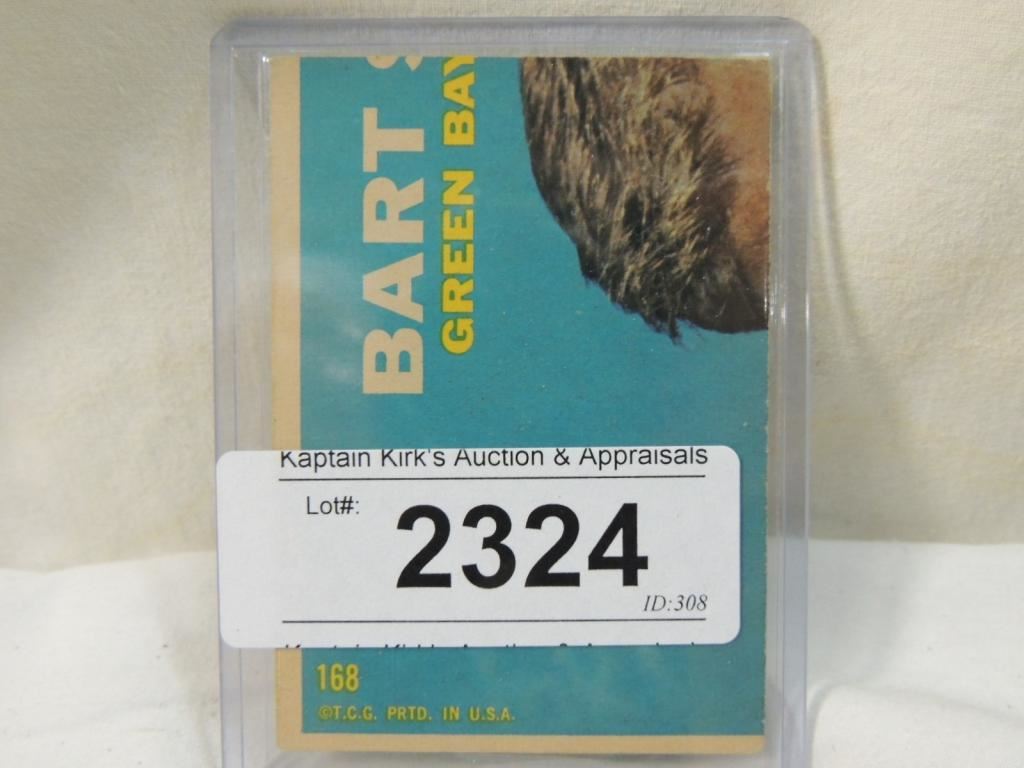 BART S
GREEN BAY
Kaptain Kirk's Auction & Appraisals
Lot#:
2324
ID:308
168
©T.C.G. PRTD. IN U.S.A.